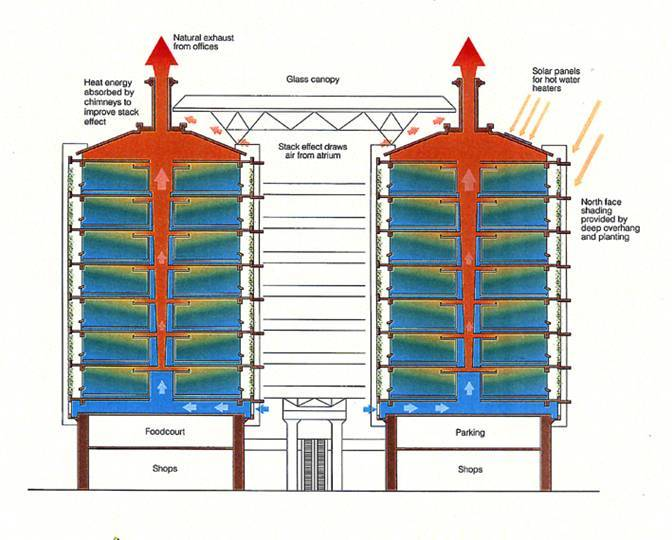 Natural exhaust
from offices
Heat energy
absorbed by
chimneys to
improve stack
effect
Glass canopy
Solar panels
for hot water
heaters
Stack effect draws
air from atrium
North face
shading
provided by
deep overhang
and planting
Foodcourt
Parking
Shops
Shops